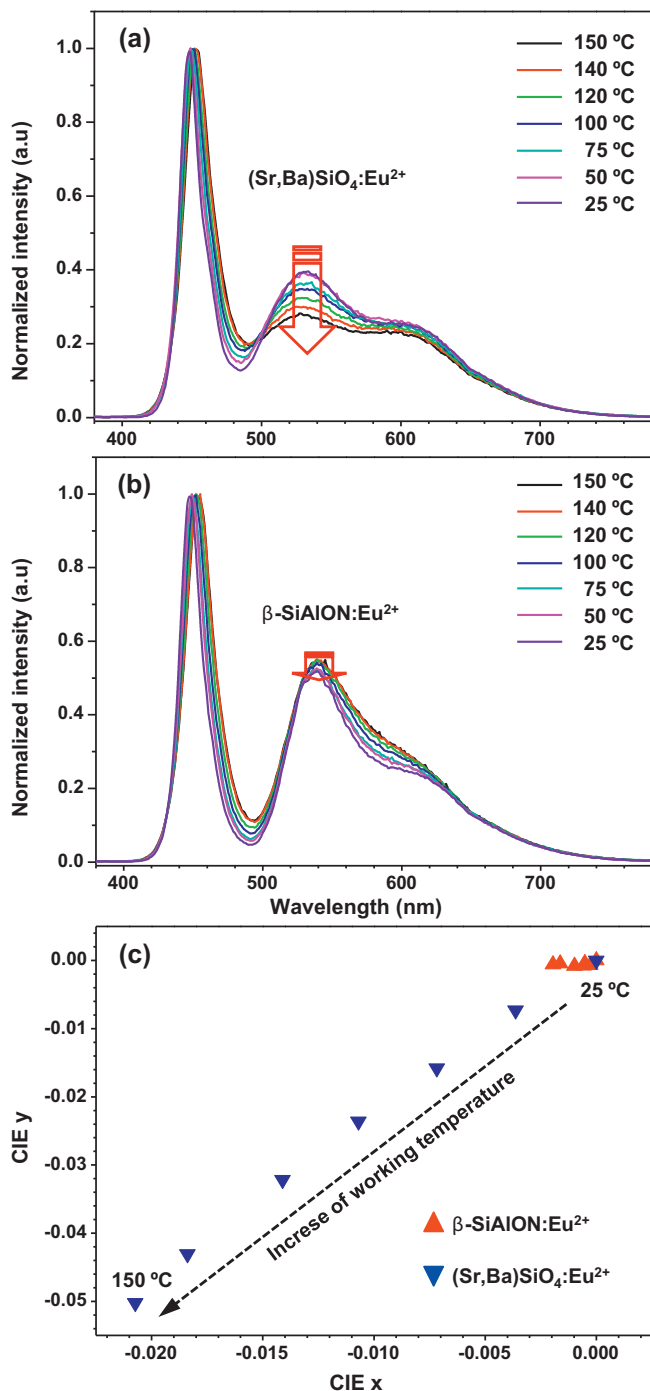 (a)
150 ºC
140 ºC
120 ºC
100 ºC
75 ºC
50 ºC
25 ºC
(Sr,Ba)SiO₄:Eu²⁺
Normalized intensity (a.u)
1.0
0.8
0.6
0.4
0.2
0.0
400 500 600 700
(b)
150 ºC
140 ºC
120 ºC
100 ºC
75 ºC
50 ºC
25 ºC
β-SiAlON:Eu²⁺
Normalized intensity (a.u)
1.0
0.8
0.6
0.4
0.2
0.0
400 500 600 700
Wavelength (nm)
(c)
25 ºC
Increse of working temperature
150 ºC
β-SiAlON:Eu²⁺
(Sr,Ba)SiO₄:Eu²⁺
CIE y
0.00
-0.01
-0.02
-0.03
-0.04
-0.05
-0.020 -0.015 -0.010 -0.005 0.000
CIE x